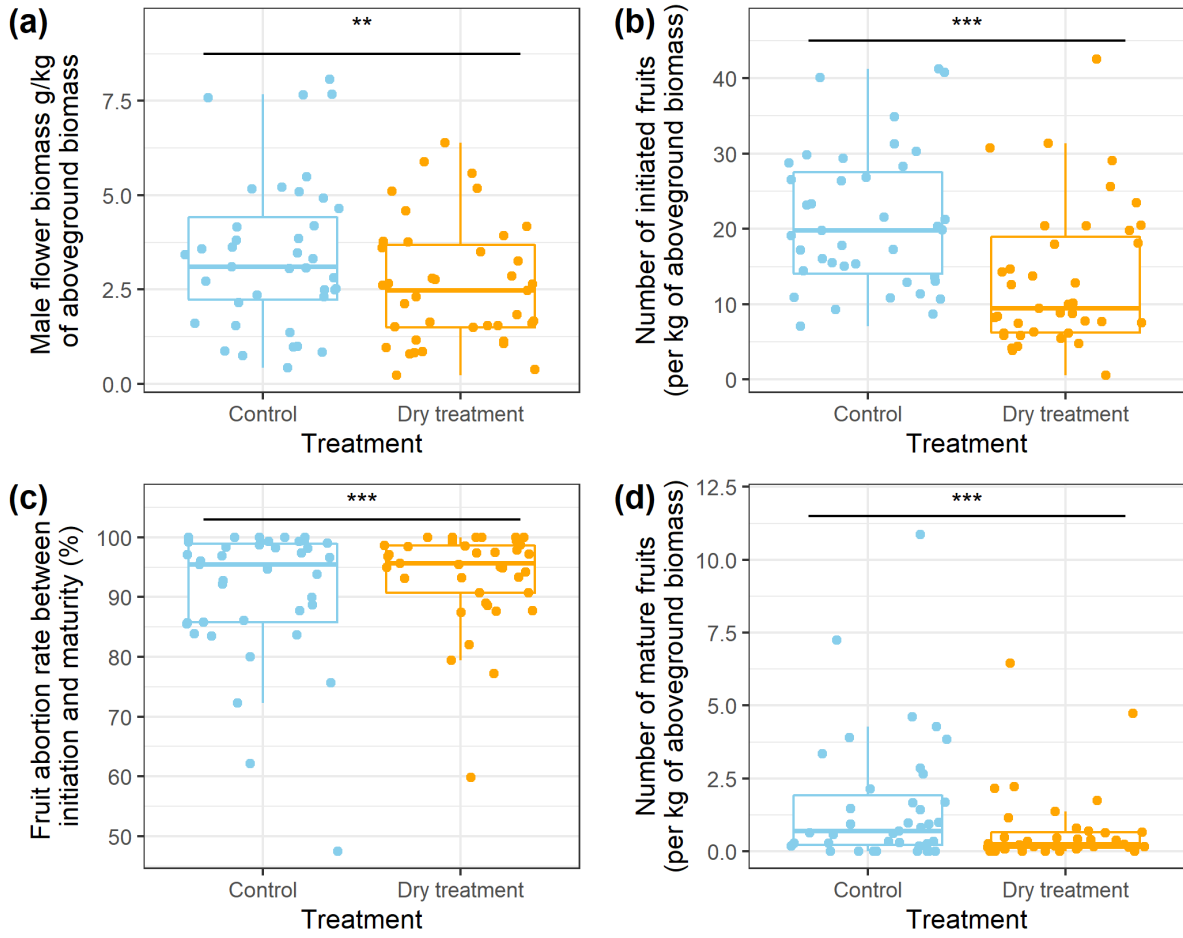 (a)
**
Male flower biomass g/kg
of aboveground biomass
7.5
5.0
2.5
0.0
Control
Dry treatment
Treatment
(b)
***
Number of initiated fruits
(per kg of aboveground biomass)
40
30
20
10
0
Control
Dry treatment
Treatment
(c)
***
Fruit abortion rate between
initiation and maturity (%)
100
90
80
70
60
50
Control
Dry treatment
Treatment
(d)
***
Number of mature fruits
(per kg of aboveground biomass)
12.5
10.0
7.5
5.0
2.5
0.0
Control
Dry treatment
Treatment